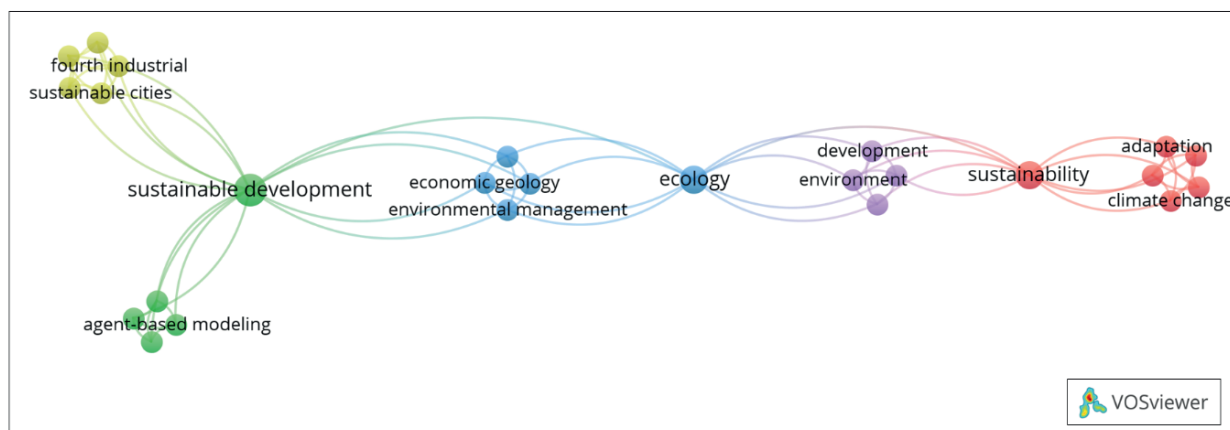 fourth industrial
sustainable cities
sustainable development
agent-based modeling
economic geology
environmental management
ecology
development
environment
sustainability
adaptation
climate change
VOSviewer